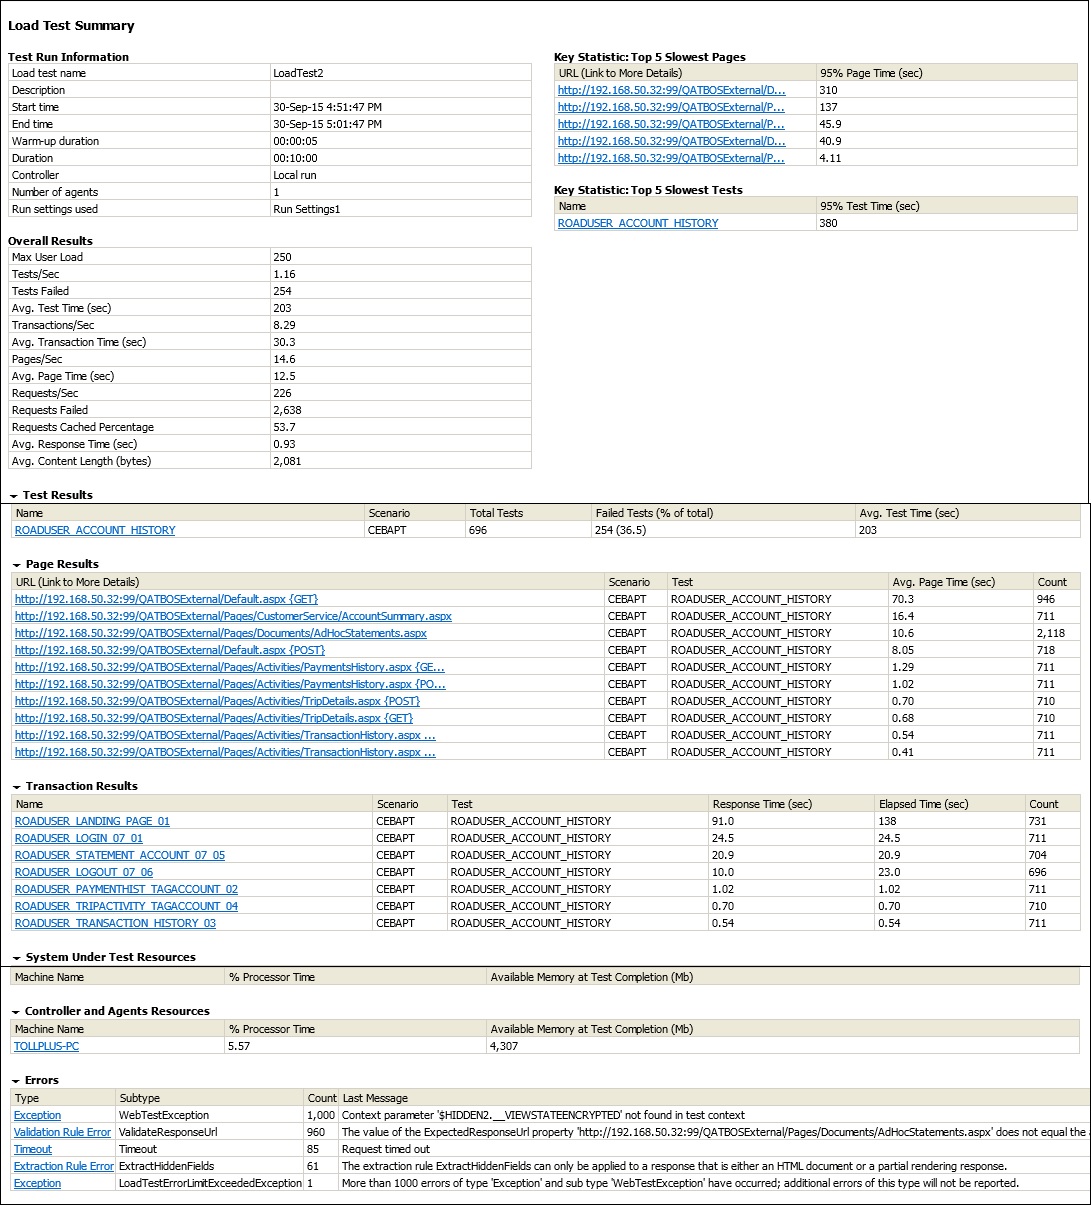 Load Test Summary
Test Run Information
Load test name LoadTest2
Description
Start time 30-Sep-15 4:51:47 PM
End time 30-Sep-15 5:01:47 PM
Warm-up duration 00:00:05
Duration 00:10:00
Controller Local run
Number of agents 1
Run settings used Run Settings1
Key Statistic: Top 5 Slowest Pages
URL (Link to More Details) 95% Page Time (sec)
http://192.168.50.32:99/QATBOSExternal/D... 310
http://192.168.50.32:99/QATBOSExternal/P... 137
http://192.168.50.32:99/QATBOSExternal/P... 45.9
http://192.168.50.32:99/QATBOSExternal/D... 40.9
http://192.168.50.32:99/QATBOSExternal/P... 4.11
Key Statistic: Top 5 Slowest Tests
Name 95% Test Time (sec)
ROADUSER_ACCOUNT_HISTORY 380
Overall Results
Max User Load 250
Tests/Sec 1.16
Tests Failed 254
Avg. Test Time (sec) 203
Transactions/Sec 8.29
Avg. Transaction Time (sec) 30.3
Pages/Sec 14.6
Avg. Page Time (sec) 12.5
Requests/Sec 226
Requests Failed 2,638
Requests Cached Percentage 53.7
Avg. Response Time (sec) 0.93
Avg. Content Length (bytes) 2,081
Test Results
Name Scenario Total Tests Failed Tests (% of total) Avg. Test Time (sec)
ROADUSER_ACCOUNT_HISTORY CEBAPT 696 254 (36.5) 203
Page Results
URL (Link to More Details) Scenario Test Avg. Page Time (sec) Count
http://192.168.50.32:99/QATBOSExternal/Default.aspx {GET} CEBAPT ROADUSER_ACCOUNT_HISTORY 70.3 946
http://192.168.50.32:99/QATBOSExternal/Pages/CustomerService/AccountSummary.aspx CEBAPT ROADUSER_ACCOUNT_HISTORY 16.4 711
http://192.168.50.32:99/QATBOSExternal/Pages/Documents/AdHocStatements.aspx CEBAPT ROADUSER_ACCOUNT_HISTORY 10.6 2,118
http://192.168.50.32:99/QATBOSExternal/Default.aspx {POST} CEBAPT ROADUSER_ACCOUNT_HISTORY 8.05 718
http://192.168.50.32:99/QATBOSExternal/Pages/Activities/PaymentsHistory.aspx {GE... CEBAPT ROADUSER_ACCOUNT_HISTORY 1.29 711
http://192.168.50.32:99/QATBOSExternal/Pages/Activities/PaymentsHistory.aspx {PO... CEBAPT ROADUSER_ACCOUNT_HISTORY 1.02 711
http://192.168.50.32:99/QATBOSExternal/Pages/Activities/TripDetails.aspx {POST} CEBAPT ROADUSER_ACCOUNT_HISTORY 0.70 710
http://192.168.50.32:99/QATBOSExternal/Pages/Activities/TripDetails.aspx {GET} CEBAPT ROADUSER_ACCOUNT_HISTORY 0.68 710
http://192.168.50.32:99/QATBOSExternal/Pages/Activities/TransactionHistory.aspx ... CEBAPT ROADUSER_ACCOUNT_HISTORY 0.54 711
http://192.168.50.32:99/QATBOSExternal/Pages/Activities/TransactionHistory.aspx ... CEBAPT ROADUSER_ACCOUNT_HISTORY 0.41 711
Transaction Results
Name Scenario Test Response Time (sec) Elapsed Time (sec) Count
ROADUSER_LANDING_PAGE_01 CEBAPT ROADUSER_ACCOUNT_HISTORY 91.0 138 731
ROADUSER_LOGIN_07_01 CEBAPT ROADUSER_ACCOUNT_HISTORY 24.5 24.5 711
ROADUSER_STATEMENT_ACCOUNT_07_05 CEBAPT ROADUSER_ACCOUNT_HISTORY 20.9 20.9 704
ROADUSER_LOGOUT_07_06 CEBAPT ROADUSER_ACCOUNT_HISTORY 10.0 23.0 696
ROADUSER_PAYMENTHIST_TAGACCOUNT_02 CEBAPT ROADUSER_ACCOUNT_HISTORY 1.02 1.02 711
ROADUSER_TRIPACTIVITY_TAGACCOUNT_04 CEBAPT ROADUSER_ACCOUNT_HISTORY 0.70 0.70 710
ROADUSER_TRANSACTION_HISTORY_03 CEBAPT ROADUSER_ACCOUNT_HISTORY 0.54 0.54 711
System Under Test Resources
Machine Name % Processor Time Available Memory at Test Completion (Mb)
Controller and Agents Resources
Machine Name % Processor Time Available Memory at Test Completion (Mb)
TOLLPLUS-PC 5.57 4,307
Errors
Type Subtype Count Last Message
Exception WebTestException 1,000 Context parameter '$HIDDEN2.__VIEWSTATEENCRYPTED' not found in test context
Validation Rule Error ValidateResponseUrl 960 The value of the ExpectedResponseUrl property 'http://192.168.50.32:99/QATBOSExternal/Pages/Documents/AdHocStatements.aspx' does not equal the
Timeout Timeout 85 Request timed out
Extraction Rule Error ExtractHiddenFields 61 The extraction rule ExtractHiddenFields can only be applied to a response that is either an HTML document or a partial rendering response.
Exception LoadTestErrorLimitExceededException 1 More than 1000 errors of type 'Exception' and sub type 'WebTestException' have occurred; additional errors of this type will not be reported.